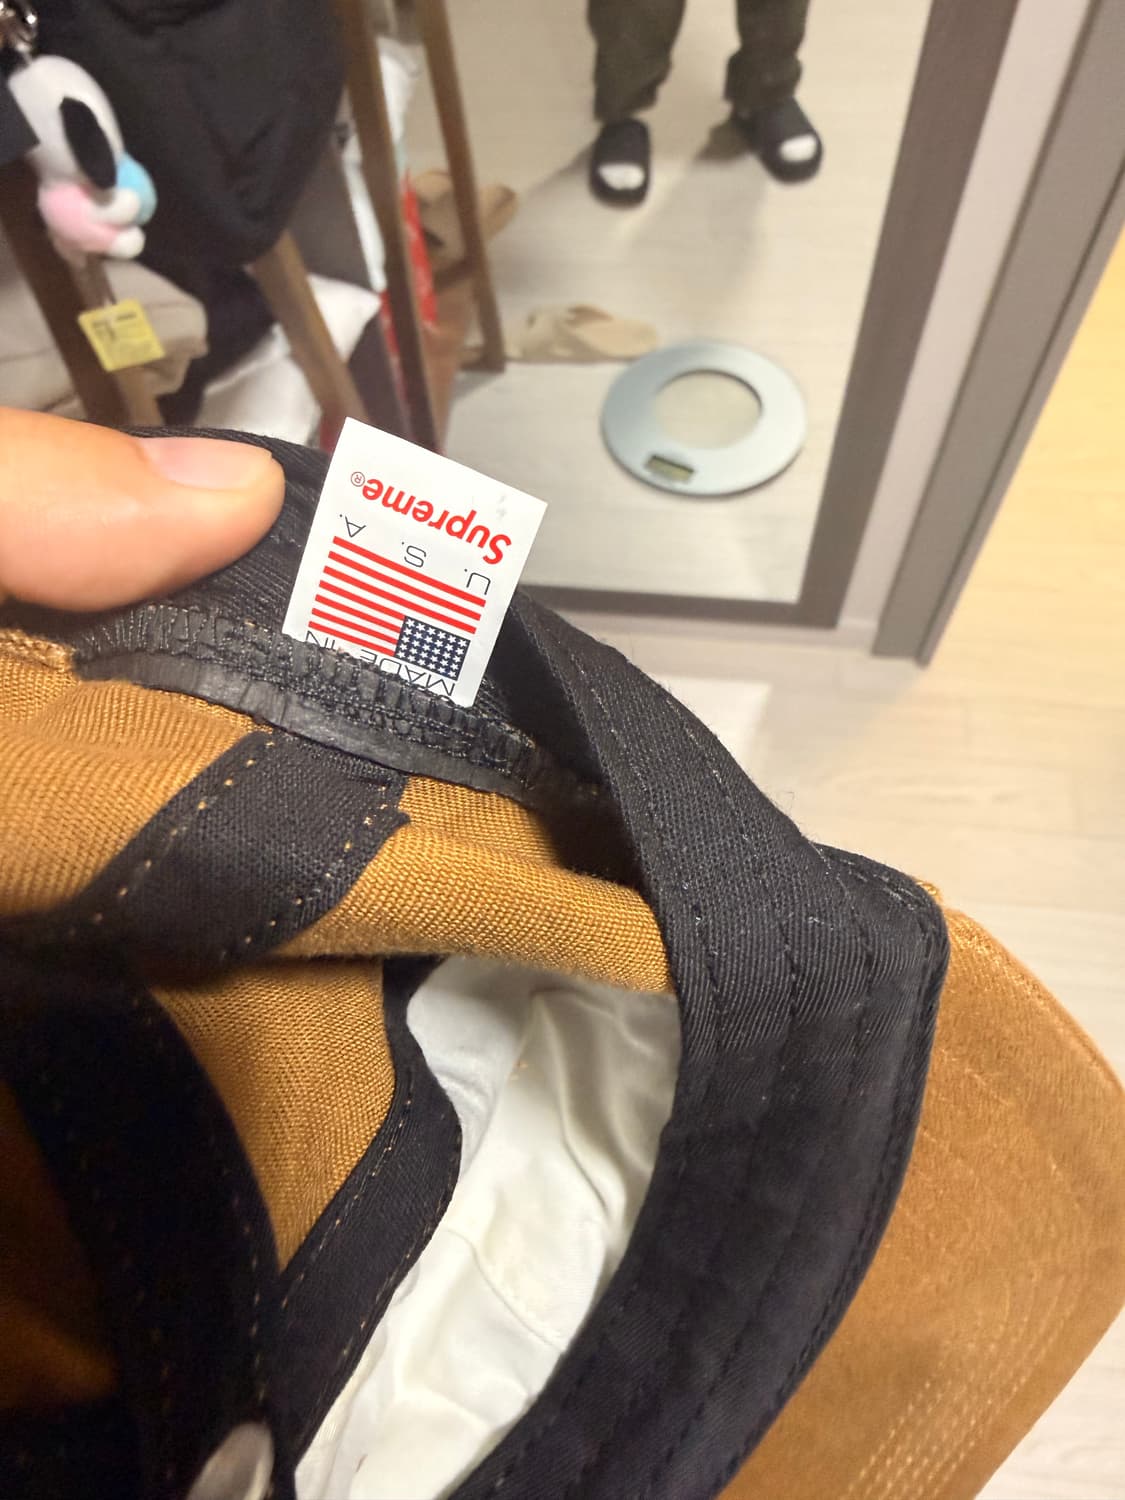 MADE IN
U. S. A.
Supreme®